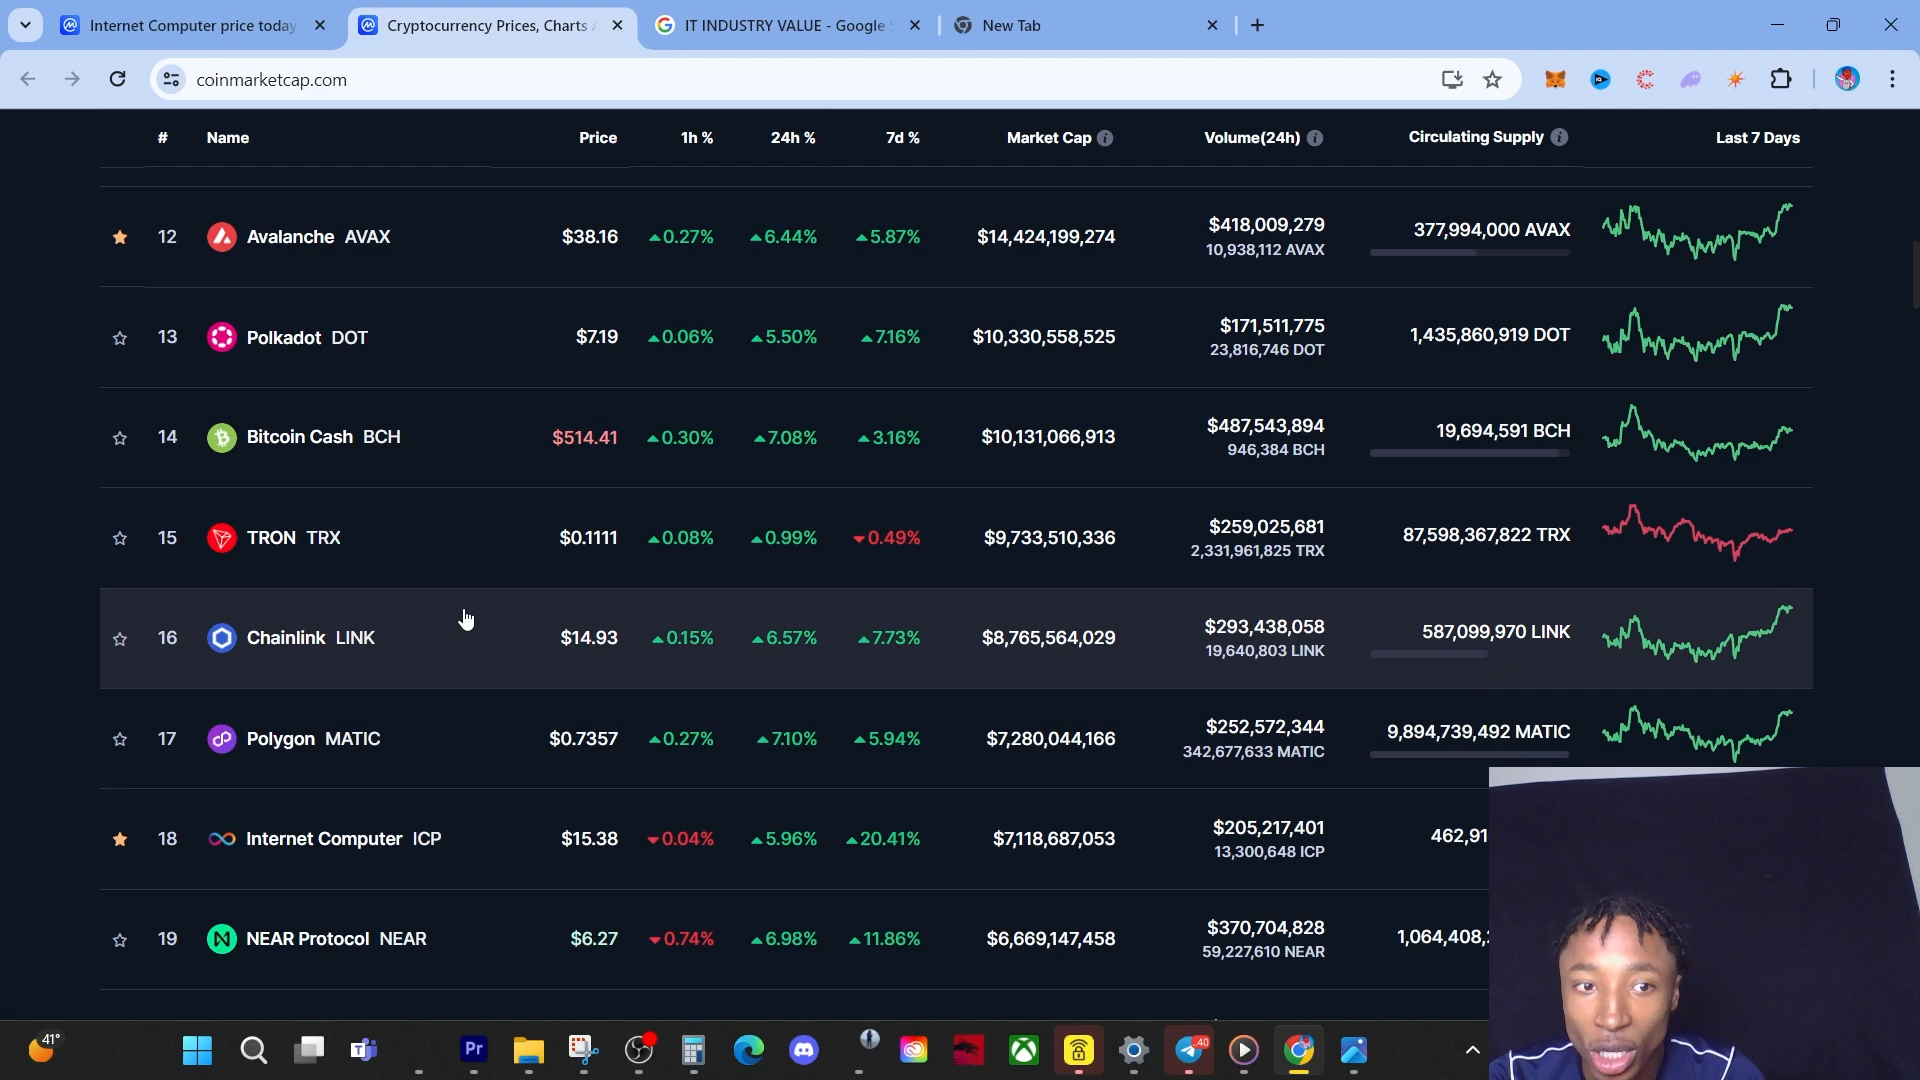 Internet Computer price today
Cryptocurrency Prices, Charts
IT INDUSTRY VALUE - Google
New Tab
coinmarketcap.com
# Name Price 1h % 24h % 7d % Market Cap Volume(24h) Circulating Supply Last 7 Days
12 Avalanche AVAX $38.16 0.27% 6.44% 5.87% $14,424,199,274 $418,009,279 377,994,000 AVAX
10,938,112 AVAX
13 Polkadot DOT $7.19 0.06% 5.50% 7.16% $10,330,558,525 $171,511,775 1,435,860,919 DOT
23,816,746 DOT
14 Bitcoin Cash BCH $514.41 0.30% 7.08% 3.16% $10,131,066,913 $487,543,894 19,694,591 BCH
946,384 BCH
15 TRON TRX $0.1111 0.08% 0.99% 0.49% $9,733,510,336 $259,025,681 87,598,367,822 TRX
2,331,961,825 TRX
16 Chainlink LINK $14.93 0.15% 6.57% 7.73% $8,765,564,029 $293,438,058 587,099,970 LINK
19,640,803 LINK
17 Polygon MATIC $0.7357 0.27% 7.10% 5.94% $7,280,044,166 $252,572,344 9,894,739,492 MATIC
342,677,633 MATIC
18 Internet Computer ICP $15.38 0.04% 5.96% 20.41% $7,118,687,053 $205,217,401 462,91
13,300,648 ICP
19 NEAR Protocol NEAR $6.27 0.74% 6.98% 11.86% $6,669,147,458 $370,704,828 1,064,408,
59,227,610 NEAR
41°
Pr
40